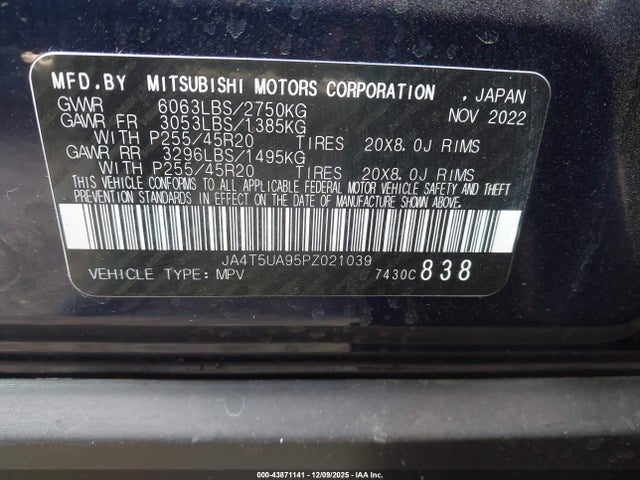 MFD.BY MITSUBISHI MOTORS CORPORATION , JAPAN
GVWR 6063LBS/2750KG NOV 2022
GAWR FR 3053LBS/1385KG
WITH P255/45R20 TIRES 20X8.0J RIMS
GAWR RR 3296LBS/1495KG
WITH P255/45R20 TIRES 20X8.0J RIMS
THIS VEHICLE CONFORMS TO ALL APPLICABLE FEDERAL MOTOR VEHICLE SAFETY AND THEFT
PREVENTION STANDARDS IN EFFECT ON THE DATE OF MANUFACTURE SHOWN ABOVE.
JA4T5UA95PZ021039
VEHICLE TYPE: MPV 7430C 838
000-43871141 - 12/09/2025 - IAA Inc.